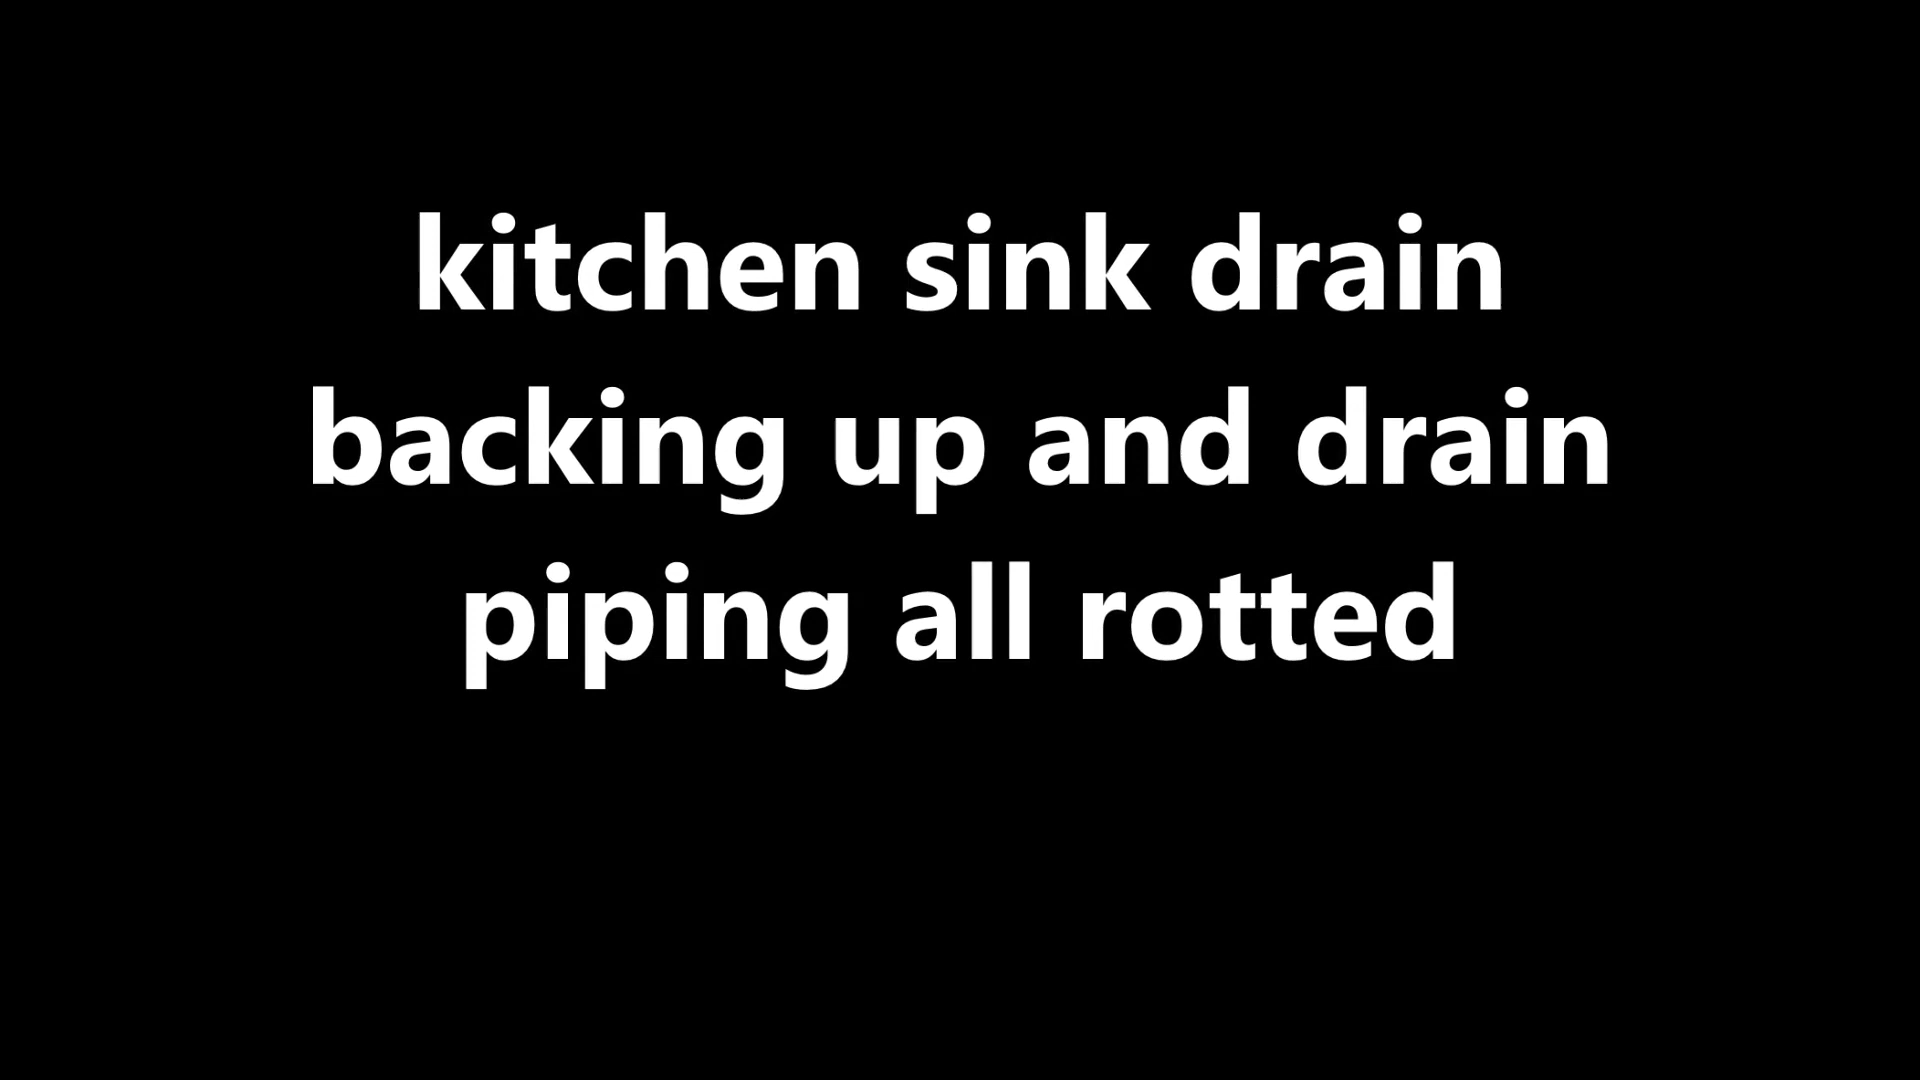 kitchen sink drain
backing up and drain
piping all rotted